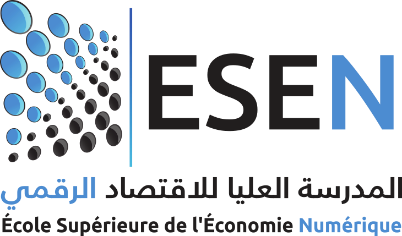 ESEN
المدرسة العليا للاقتصاد الرقمي
École Supérieure de l'Économie Numérique